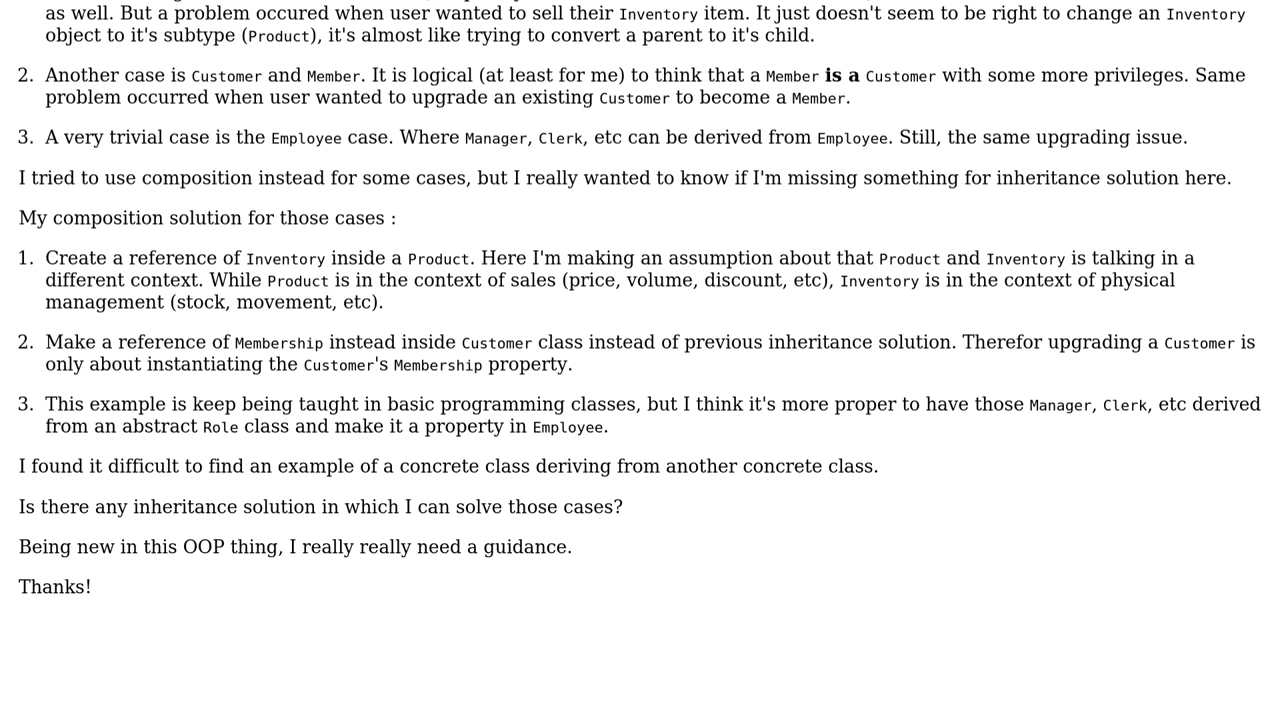 as well. But a problem occured when user wanted to sell their Inventory item. It just doesn't seem to be right to change an Inventory
object to it's subtype (Product), it's almost like trying to convert a parent to it's child.
2. Another case is Customer and Member. It is logical (at least for me) to think that a Member is a Customer with some more privileges. Same
problem occurred when user wanted to upgrade an existing Customer to become a Member.
3. A very trivial case is the Employee case. Where Manager, Clerk, etc can be derived from Employee. Still, the same upgrading issue.
I tried to use composition instead for some cases, but I really wanted to know if I'm missing something for inheritance solution here.
My composition solution for those cases :
1. Create a reference of Inventory inside a Product. Here I'm making an assumption about that Product and Inventory is talking in a
different context. While Product is in the context of sales (price, volume, discount, etc), Inventory is in the context of physical
management (stock, movement, etc).
2. Make a reference of Membership instead inside Customer class instead of previous inheritance solution. Therefor upgrading a Customer is
only about instantiating the Customer's Membership property.
3. This example is keep being taught in basic programming classes, but I think it's more proper to have those Manager, Clerk, etc derived
from an abstract Role class and make it a property in Employee.
I found it difficult to find an example of a concrete class deriving from another concrete class.
Is there any inheritance solution in which I can solve those cases?
Being new in this OOP thing, I really really need a guidance.
Thanks!